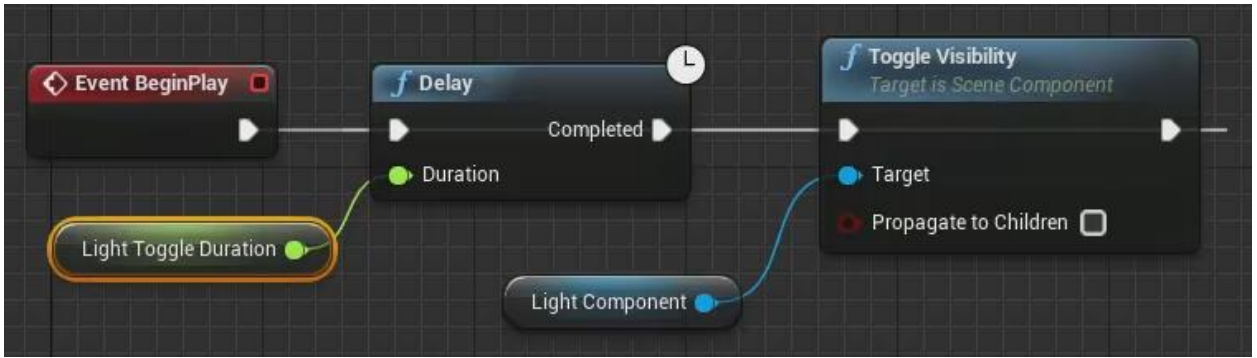 Event BeginPlay
Light Toggle Duration
f Delay
Completed
Duration
Light Component
f Toggle Visibility
Target is Scene Component
Target
Propagate to Children